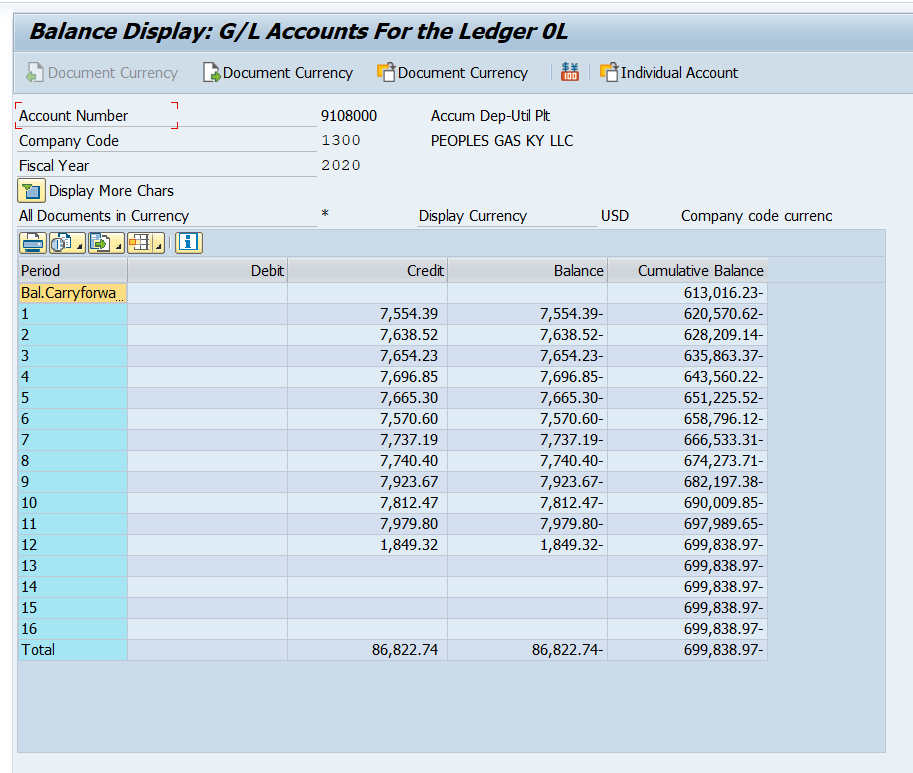 Balance Display: G/L Accounts For the Ledger 0L
Document Currency Document Currency Document Currency Individual Account
Account Number 9108000 Accum Dep-Util Plt
Company Code 1300 PEOPLES GAS KY LLC
Fiscal Year 2020
Display More Chars
All Documents in Currency * Display Currency USD Company code currenc
Period Debit Credit Balance Cumulative Balance
Bal.Carryforwa... 613,016.23-
1 7,554.39 7,554.39- 620,570.62-
2 7,638.52 7,638.52- 628,209.14-
3 7,654.23 7,654.23- 635,863.37-
4 7,696.85 7,696.85- 643,560.22-
5 7,665.30 7,665.30- 651,225.52-
6 7,570.60 7,570.60- 658,796.12-
7 7,737.19 7,737.19- 666,533.31-
8 7,740.40 7,740.40- 674,273.71-
9 7,923.67 7,923.67- 682,197.38-
10 7,812.47 7,812.47- 690,009.85-
11 7,979.80 7,979.80- 697,989.65-
12 1,849.32 1,849.32- 699,838.97-
13 699,838.97-
14 699,838.97-
15 699,838.97-
16 699,838.97-
Total 86,822.74 86,822.74- 699,838.97-